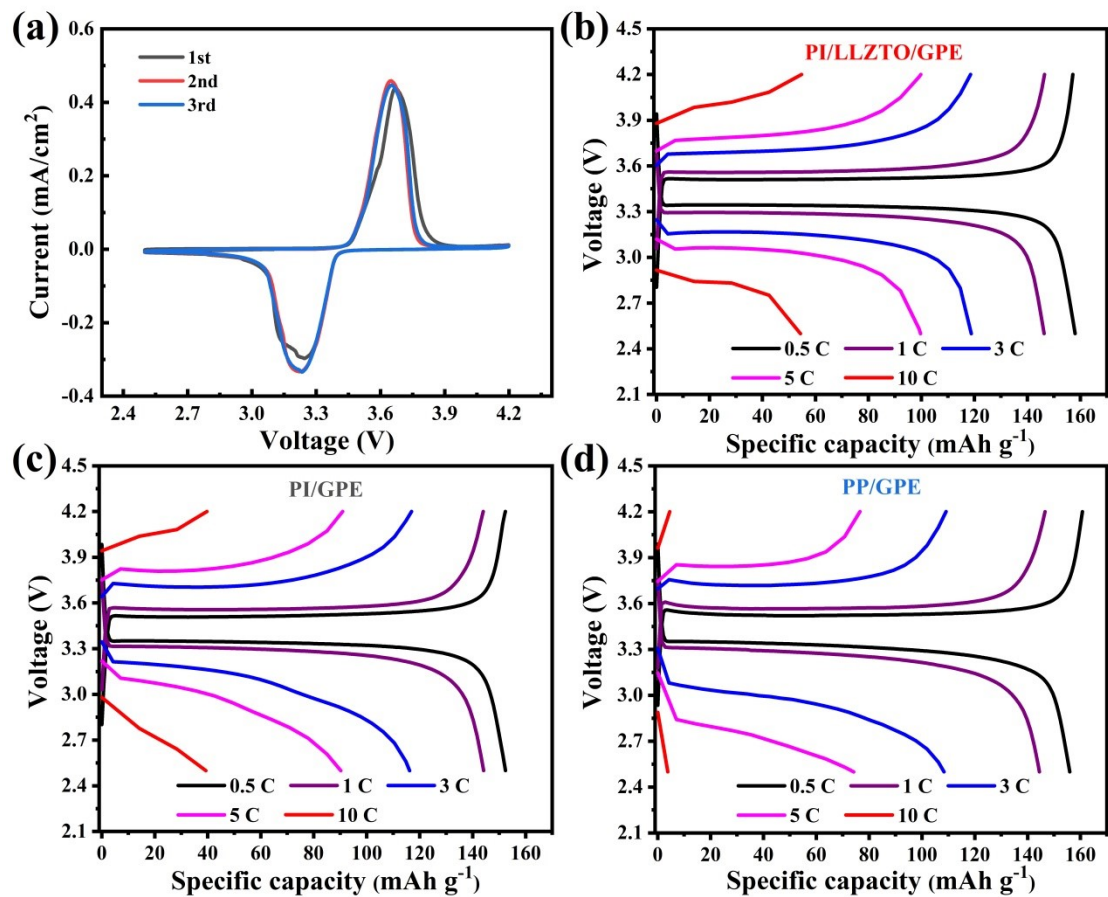 (a)
0.6
0.4
0.2
0.0
-0.2
-0.4
Current (mA/cm²)
1st
2nd
3rd
2.4 2.7 3.0 3.3 3.6 3.9 4.2
Voltage (V)
(b)
PI/LLZTO/GPE
4.5
4.2
3.9
3.6
3.3
3.0
2.7
2.4
2.1
Voltage (V)
0.5 C 1 C 3 C
5 C 10 C
0 20 40 60 80 100 120 140 160
Specific capacity (mAh g⁻¹)
(c)
PI/GPE
4.5
4.2
3.9
3.6
3.3
3.0
2.7
2.4
2.1
Voltage (V)
0.5 C 1 C 3 C
5 C 10 C
0 20 40 60 80 100 120 140 160
Specific capacity (mAh g⁻¹)
(d)
PP/GPE
4.5
4.2
3.9
3.6
3.3
3.0
2.7
2.4
2.1
Voltage (V)
0.5 C 1 C 3 C
5 C 10 C
0 20 40 60 80 100 120 140 160
Specific capacity (mAh g⁻¹)